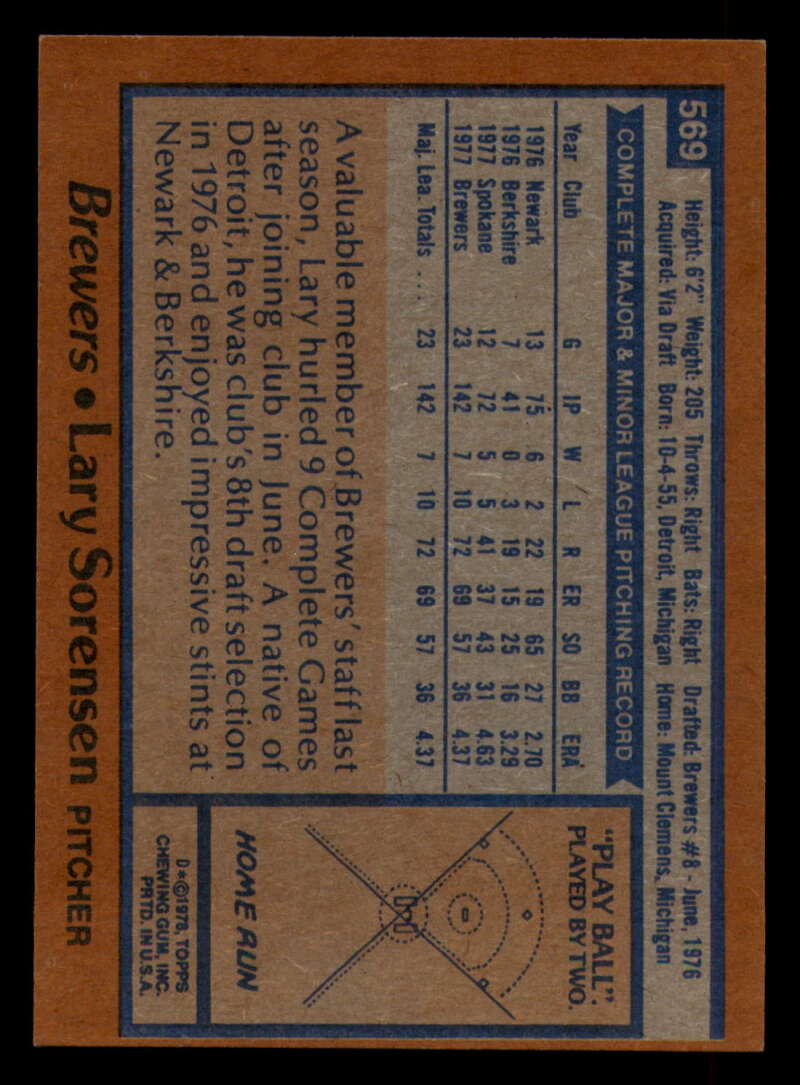 569
Height: 6'2" Weight: 205 Throws: Right Bats: Right Drafted: Brewers #8 - June, 1976
Acquired: Via Draft Born: 10-4-55, Detroit, Michigan Home: Mount Clemens, Michigan
COMPLETE MAJOR & MINOR LEAGUE PITCHING RECORD
Year Club G IP W L R ER SO BB ERA
1976 Newark 13 75 6 2 22 19 65 27 2.70
1976 Berkshire 7 41 0 3 19 15 25 16 3.29
1977 Spokane 12 72 5 5 41 37 43 31 4.63
1977 Brewers 23 142 7 10 72 69 57 36 4.37
Maj. Lea. Totals ... 23 142 7 10 72 69 57 36 4.37
A valuable member of Brewers' staff last
season, Lary hurled 9 Complete Games
after joining club in June. A native of
Detroit, he was club's 8th draft selection
in 1976 and enjoyed impressive stints at
Newark & Berkshire.
"PLAY BALL".
PLAYED BY TWO.
HOME RUN
D*©1978, TOPPS
CHEWING GUM, INC.
PRTD. IN U.S.A.
Brewers • Lary Sorensen PITCHER